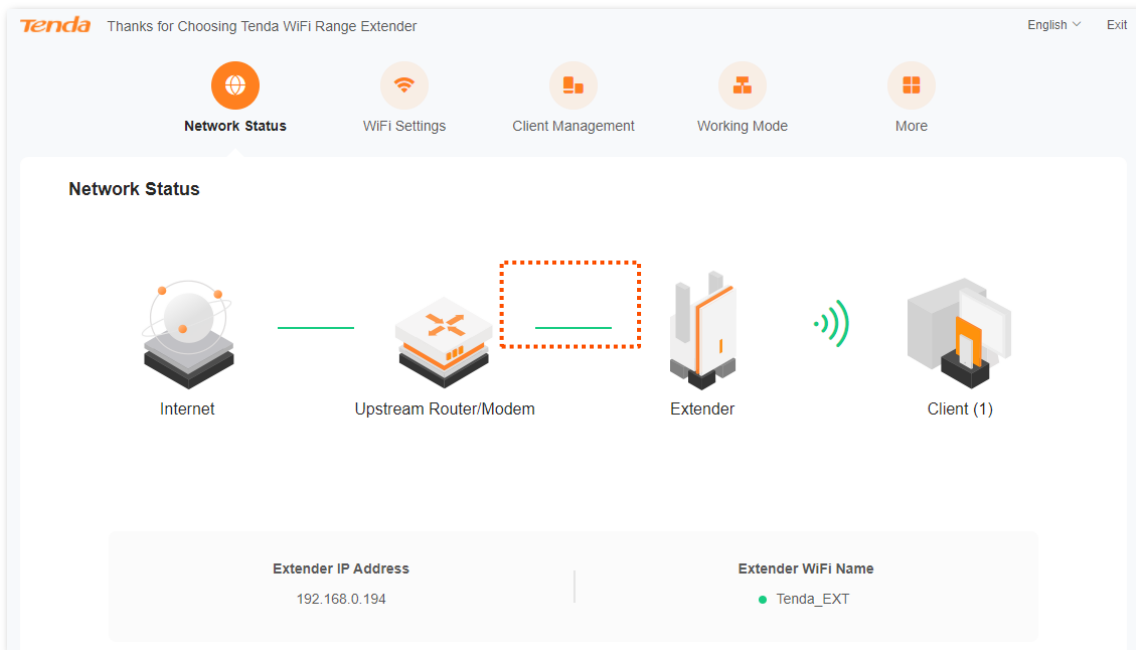 Tenda Thanks for Choosing Tenda WiFi Range Extender English Exit
Network Status WiFi Settings Client Management Working Mode More
Network Status
Internet Upstream Router/Modem Extender Client (1)
Extender IP Address Extender WiFi Name
192.168.0.194 Tenda_EXT